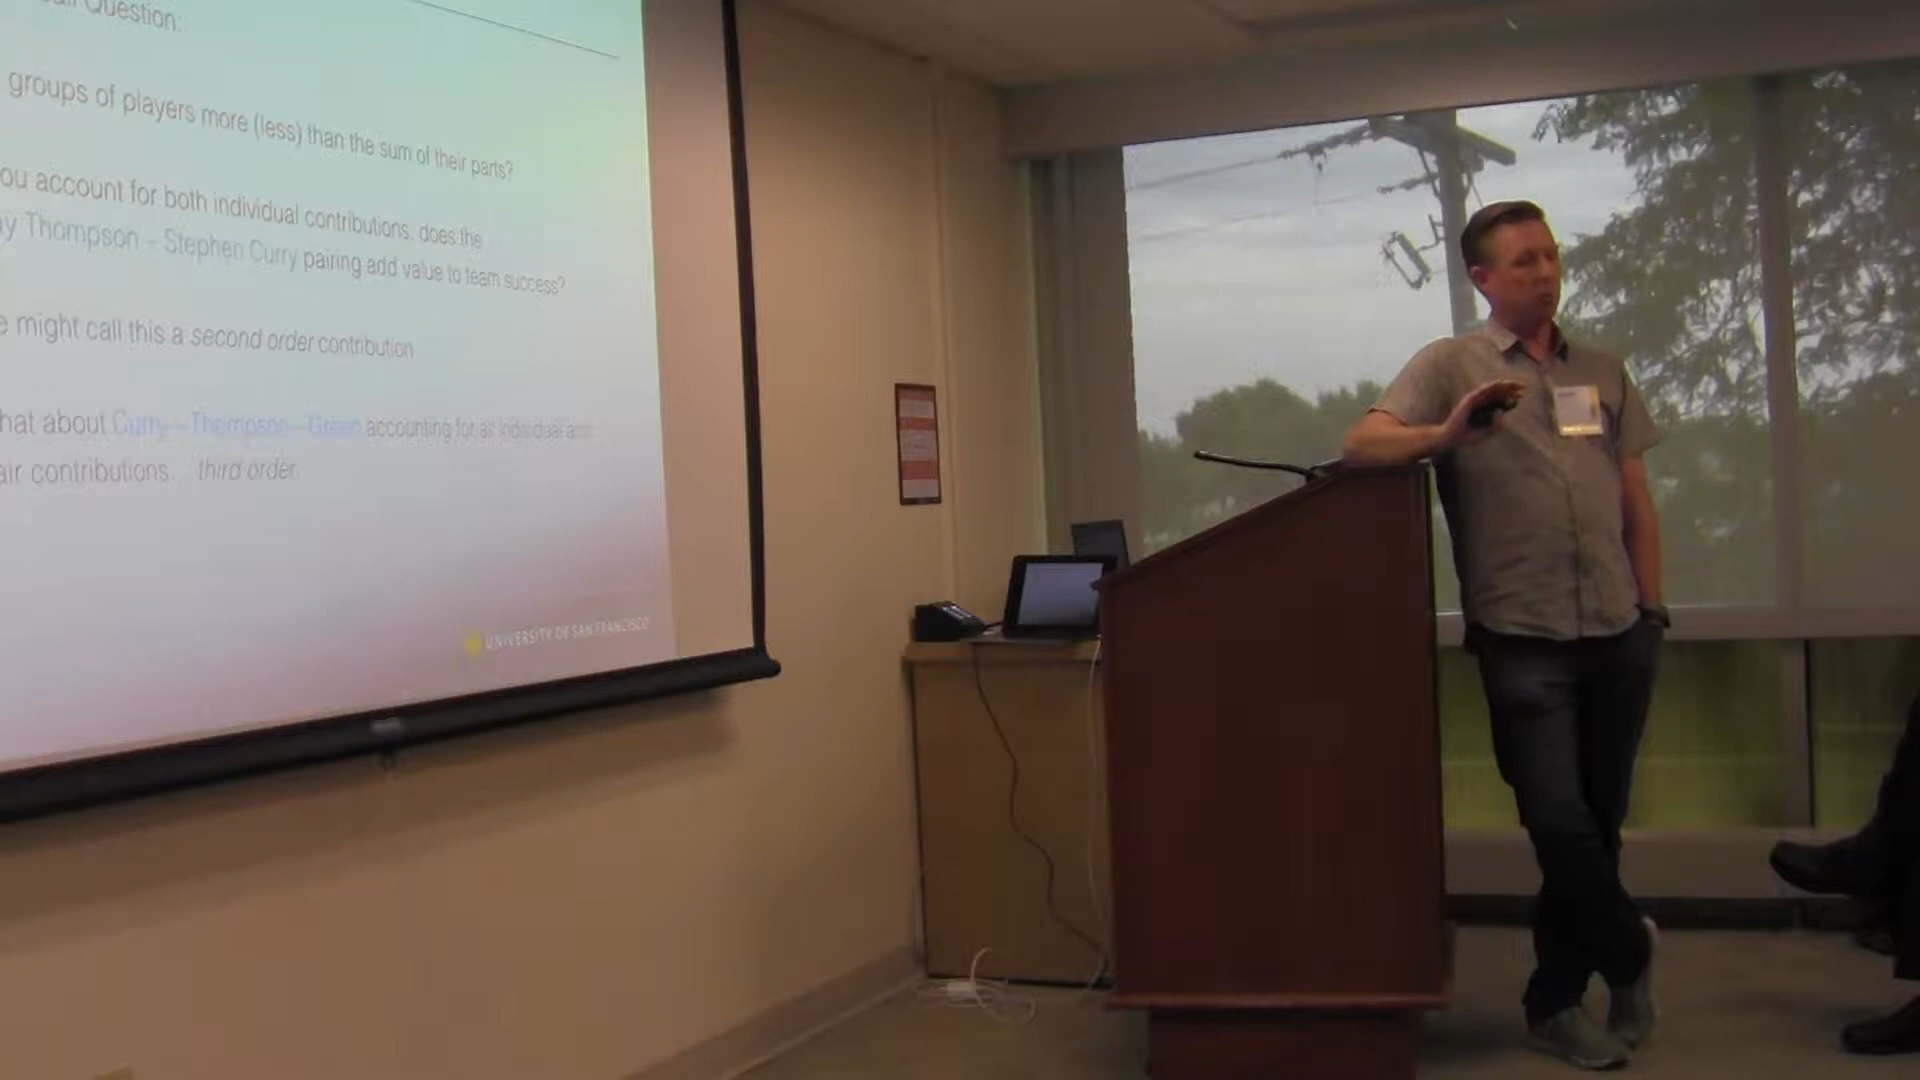 Question:
groups of players more (less) than the sum of their parts?
ou account for both individual contributions, does the
y Thompson – Stephen Curry pairing add value to team success?
e might call this a second order contribution
hat about Curry – Thompson – Green accounting for all individual and
air contributions... third order.
UNIVERSITY OF SAN FRANCISCO